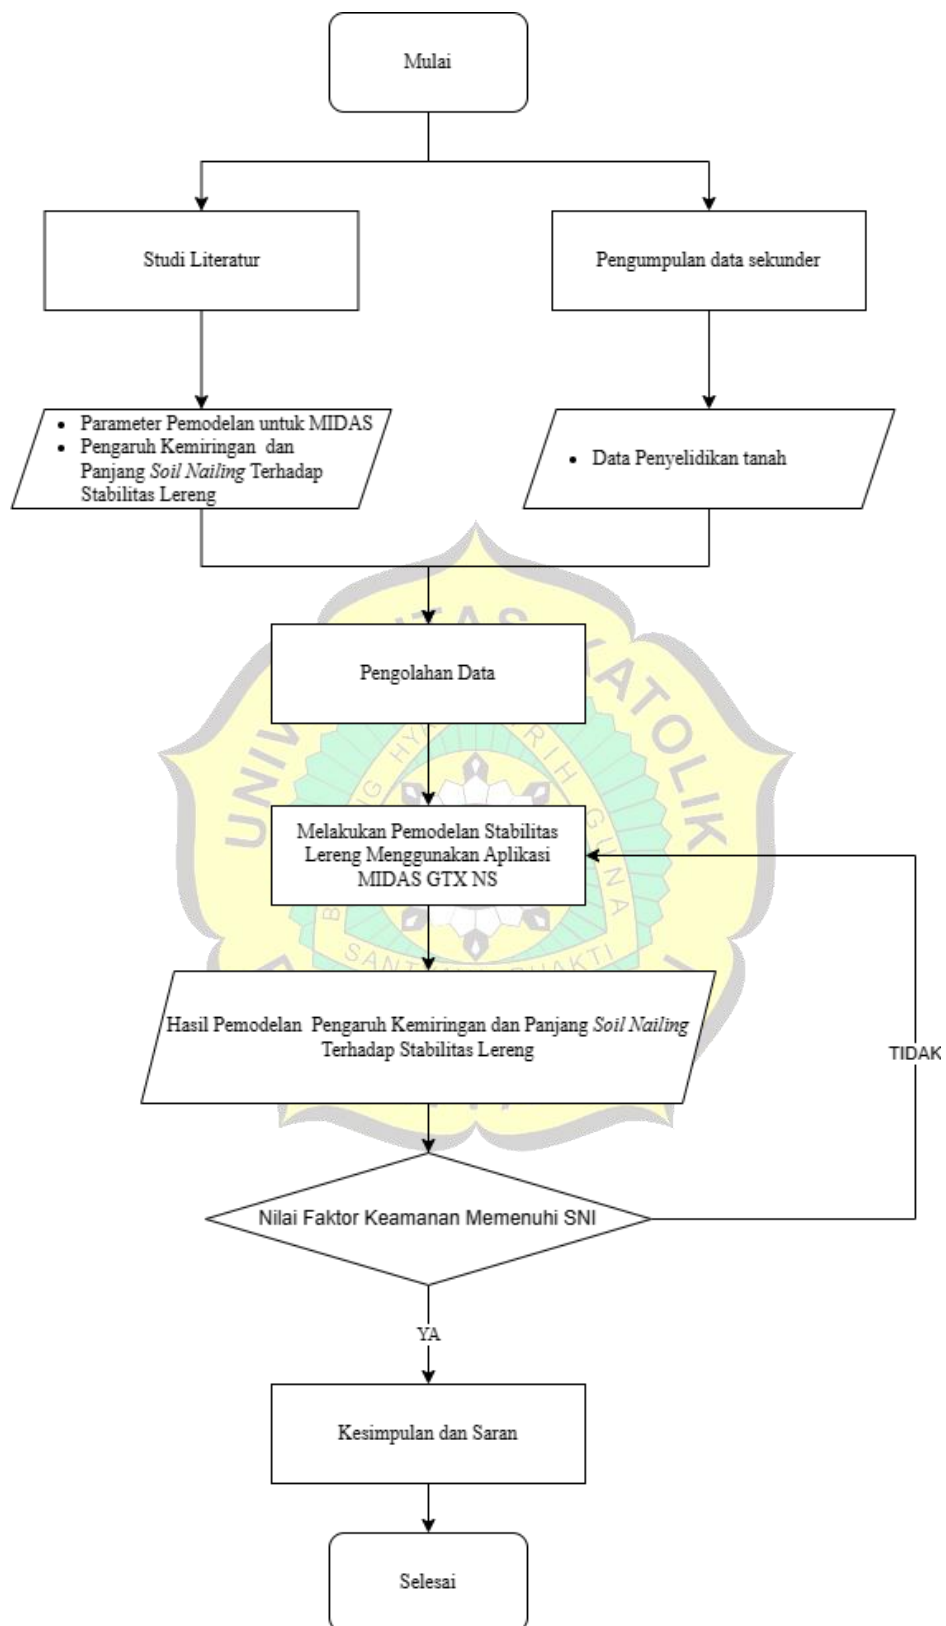 Mulai
Studi Literatur
Pengumpulan data sekunder
• Parameter Pemodelan untuk MIDAS
• Pengaruh Kemiringan dan
Panjang Soil Nailing Terhadap
Stabilitas Lereng
• Data Penyelidikan tanah
Pengolahan Data
Melakukan Pemodelan Stabilitas
Lereng Menggunakan Aplikasi
MIDAS GTX NS
Hasil Pemodelan Pengaruh Kemiringan dan Panjang Soil Nailing
Terhadap Stabilitas Lereng
TIDAK
Nilai Faktor Keamanan Memenuhi SNI
YA
Kesimpulan dan Saran
Selesai
KATOLIK
GUNA